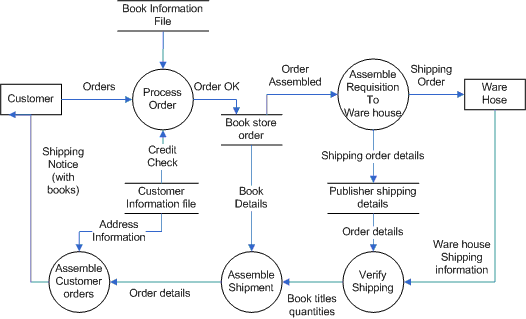 Book Information
File
Orders
Process
Order
Order OK
Order
Assembled
Assemble
Requisition
To
Ware house
Shipping
Order
Customer
Ware
Hose
Book store
order
Shipping
Notice
(with
books)
Credit
Check
Shipping order details
Customer
Information file
Book
Details
Publisher shipping
details
Address
Information
Order details
Ware house
Shipping
information
Assemble
Customer
orders
Order details
Assemble
Shipment
Book titles
quantities
Verify
Shipping